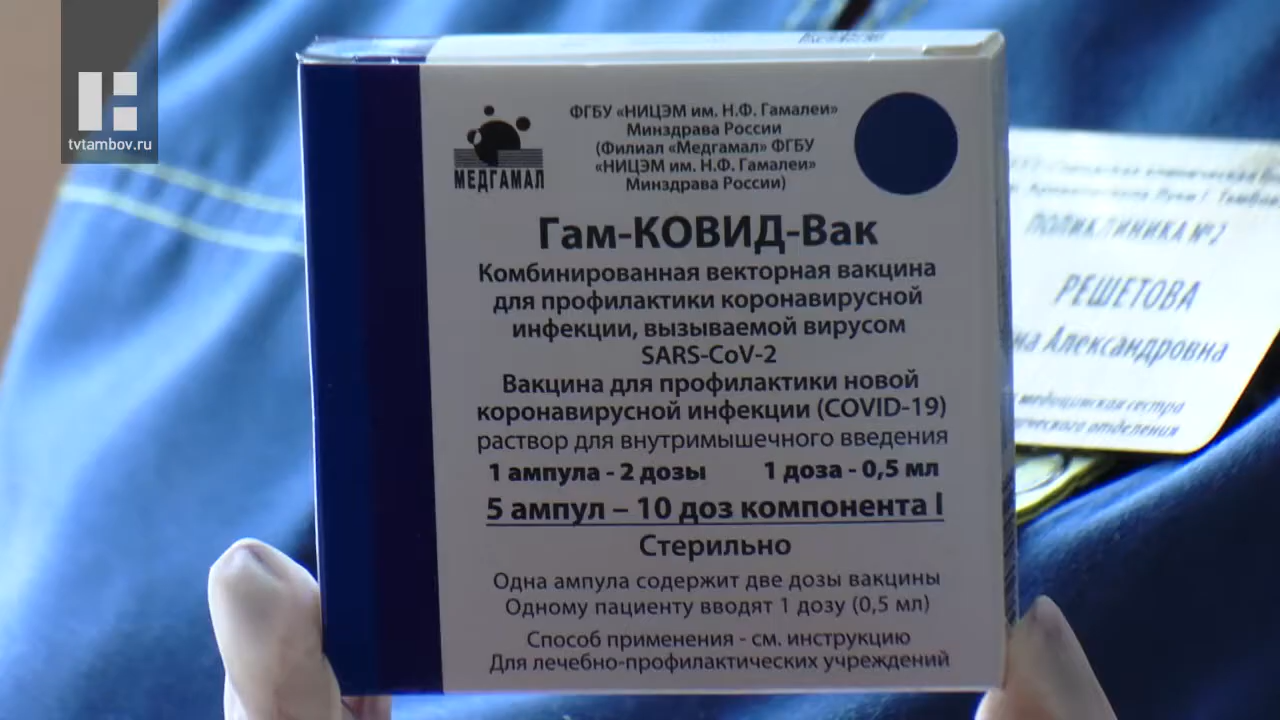 tvtambov.ru
МЕДГАМАЛ
ФГБУ «НИЦЭМ им. Н.Ф. Гамалеи»
Минздрава России
(Филиал «Медгамал» ФГБУ
«НИЦЭМ им. Н.Ф. Гамалеи»
Минздрава России)
Гам-КОВИД-Вак
Комбинированная векторная вакцина
для профилактики коронавирусной
инфекции, вызываемой вирусом
SARS-CoV-2
Вакцина для профилактики новой
коронавирусной инфекции (COVID-19)
раствор для внутримышечного введения
1 ампула - 2 дозы 1 доза - 0,5 мл
5 ампул – 10 доз компонента I
Стерильно
Одна ампула содержит две дозы вакцины
Одному пациенту вводят 1 дозу (0,5 мл)
Способ применения - см. инструкцию
Для лечебно-профилактических учреждений
ПОЛИКЛИНИКА №2
РЕШЕТОВА
Александровна
медицинская сестра
отделения